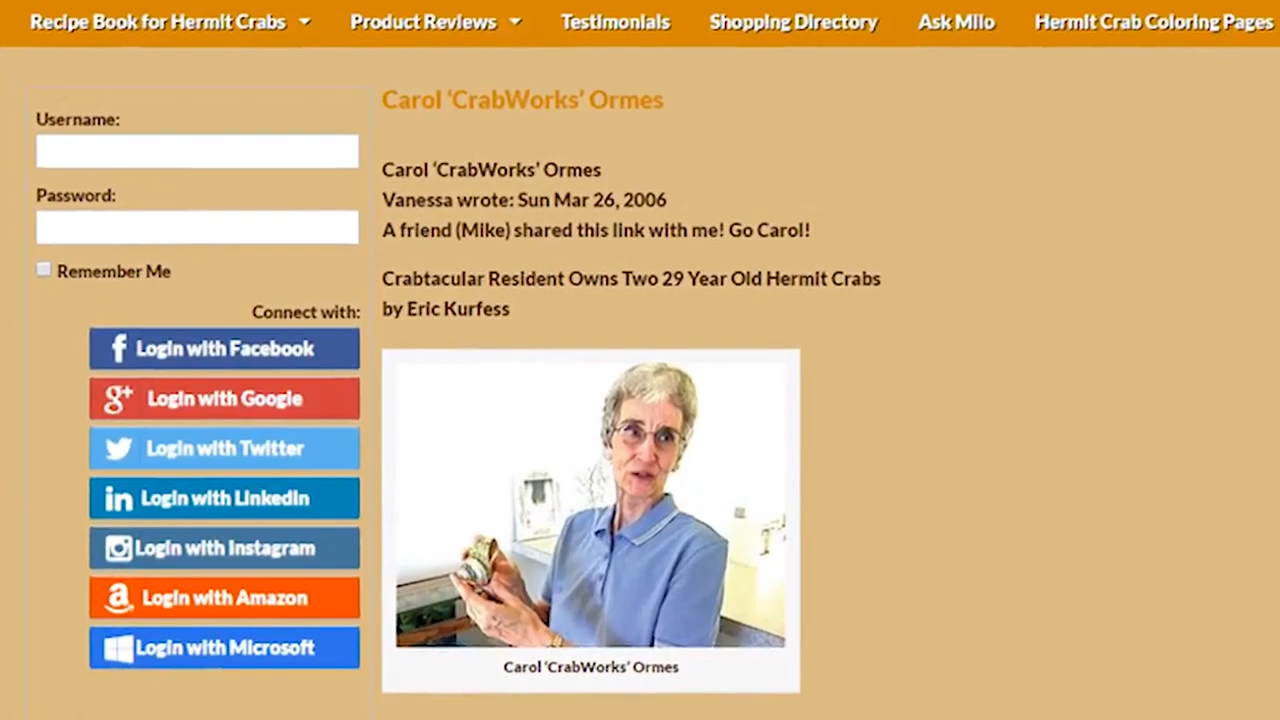 Recipe Book for Hermit Crabs
Product Reviews
Testimonials
Shopping Directory
Ask Milo
Hermit Crab Coloring Pages
Username:
Password:
Remember Me
Connect with:
Login with Facebook
Login with Google
Login with Twitter
Login with LinkedIn
Login with Instagram
Login with Amazon
Login with Microsoft
Carol ‘CrabWorks’ Ormes
Carol ‘CrabWorks’ Ormes
Vanessa wrote: Sun Mar 26, 2006
A friend (Mike) shared this link with me! Go Carol!
Crabtacular Resident Owns Two 29 Year Old Hermit Crabs
by Eric Kurfess
Carol ‘CrabWorks’ Ormes